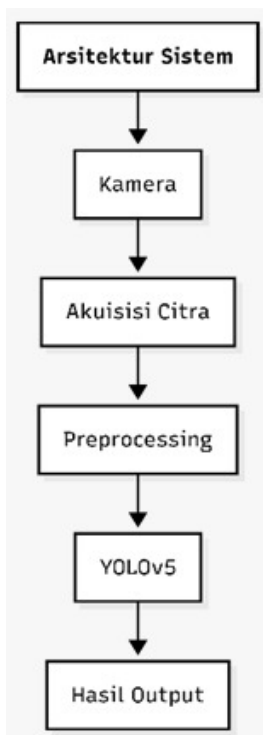 Arsitektur Sistem
Kamera
Akuisisi Citra
Preprocessing
YOLOv5
Hasil Output